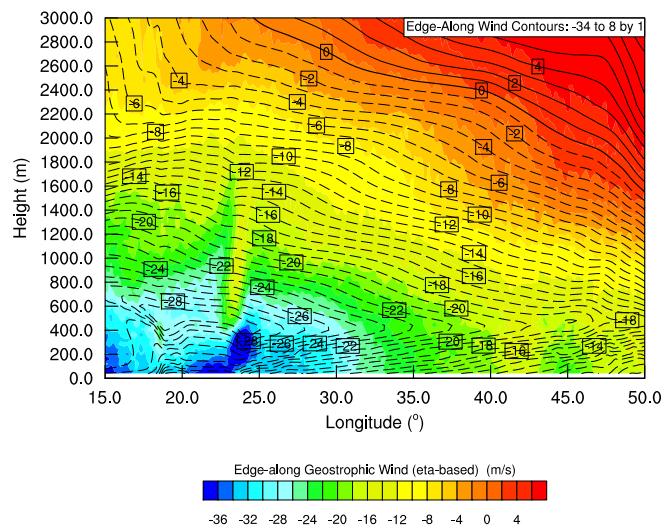 Edge-Along Wind Contours: -34 to 8 by 1
3000.0
2800.0
2600.0
2400.0
2200.0
2000.0
1800.0
1600.0
1400.0
1200.0
1000.0
800.0
600.0
400.0
200.0
0.0
Height (m)
0
4
-2 2
-4 0
-6 -4
-2
-8 -6
-10 -8 -4
-12 -6
-14 -8
-16 -14
-20 -16 -12 -10
-18
-24 -22 -20 -14
-16
-24 -18
-28 -26 -22 -20
-18
-28 -26 -24 -22 -20 -18 -16 -14
15.0 20.0 25.0 30.0 35.0 40.0 45.0 50.0
Longitude (°)
Edge-along Geostrophic Wind (eta-based) (m/s)
-36 -28 -24 -20 -16 -12 -8 -4 0 4